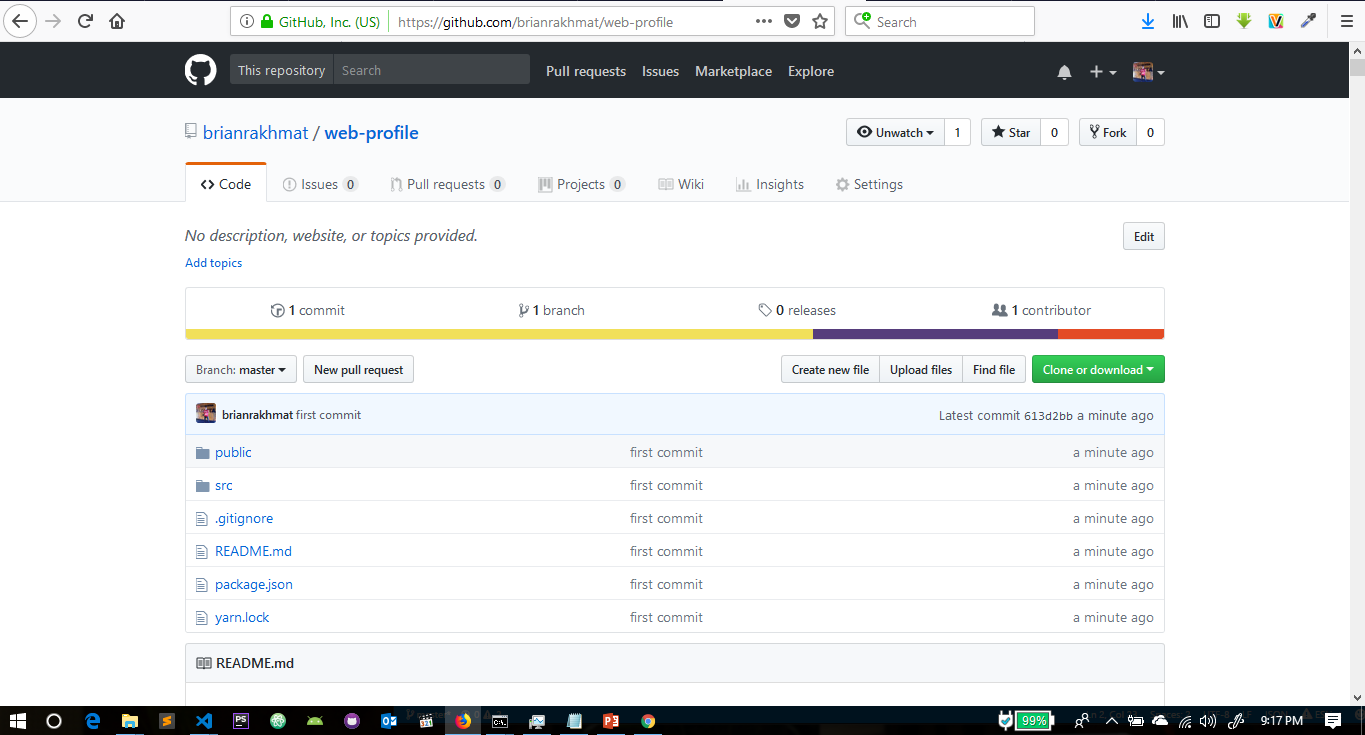 GitHub, Inc. (US) https://github.com/brianrakhmat/web-profile Search
This repository Search Pull requests Issues Marketplace Explore
brianrakhmat / web-profile Unwatch 1 Star 0 Fork 0
Code Issues 0 Pull requests 0 Projects 0 Wiki Insights Settings
No description, website, or topics provided. Edit
Add topics
1 commit 1 branch 0 releases 1 contributor
Branch: master New pull request Create new file Upload files Find file Clone or download
brianrakhmat first commit Latest commit 613d2bb a minute ago
public first commit a minute ago
src first commit a minute ago
.gitignore first commit a minute ago
README.md first commit a minute ago
package.json first commit a minute ago
yarn.lock first commit a minute ago
README.md
99% 9:17 PM